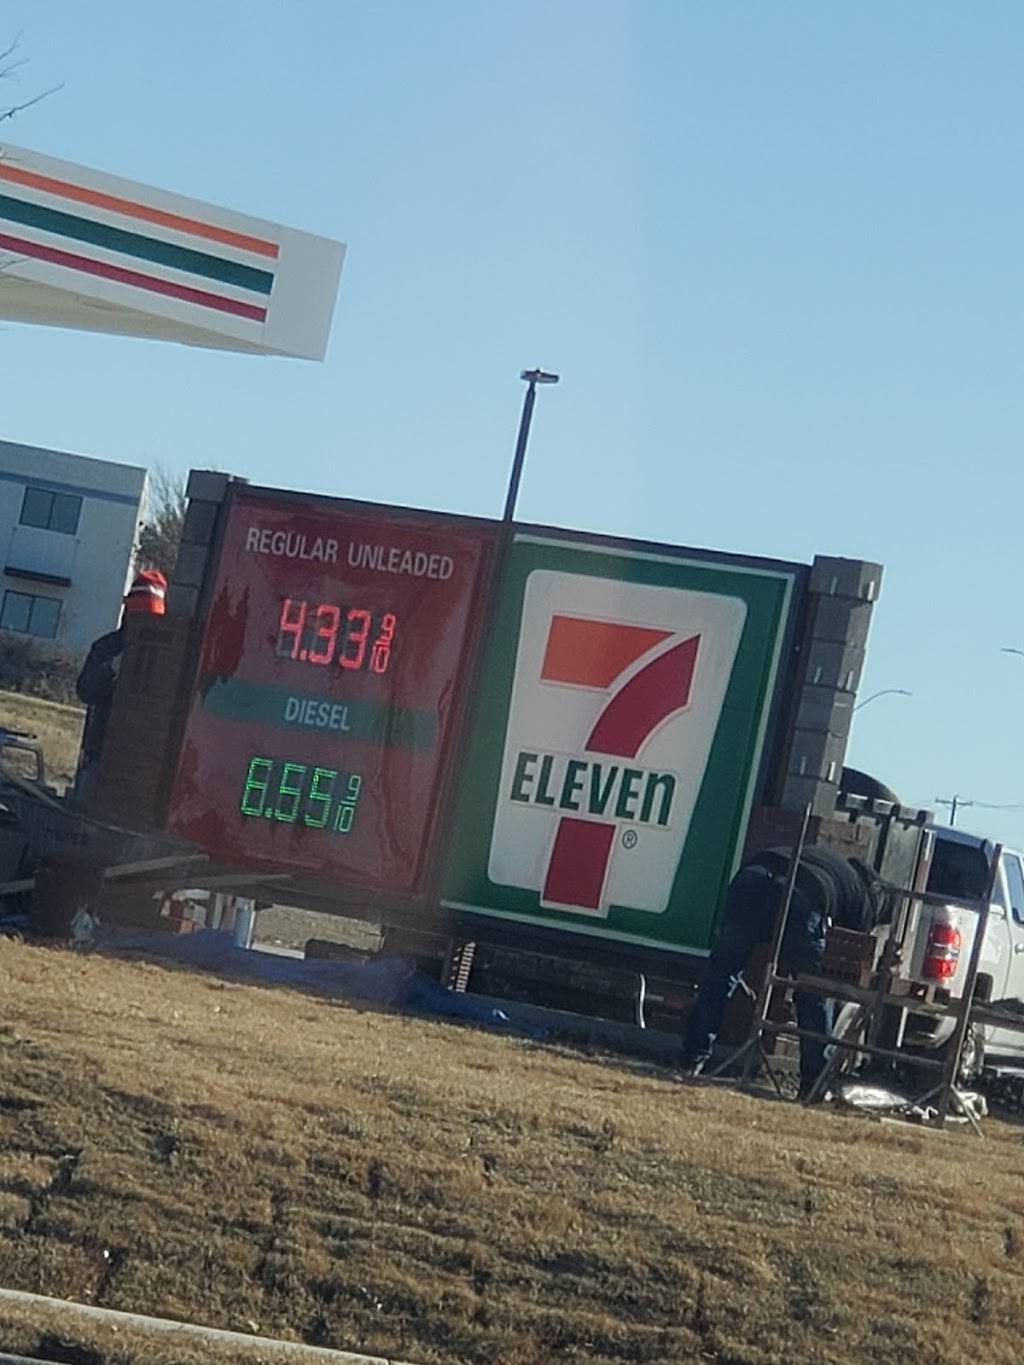 REGULAR UNLEADED
4.33 9/10
DIESEL
6.55 9/10
7
ELEVEn
®